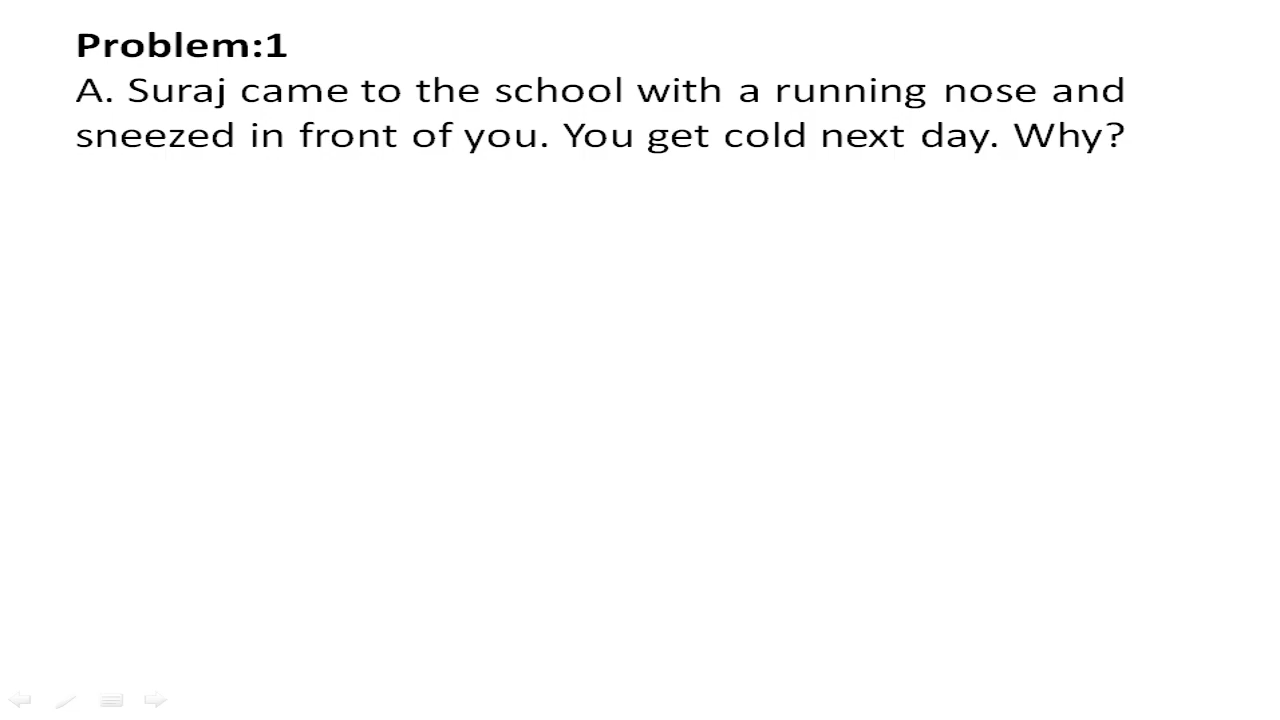 Problem:1
A. Suraj came to the school with a running nose and
sneezed in front of you. You get cold next day. Why?